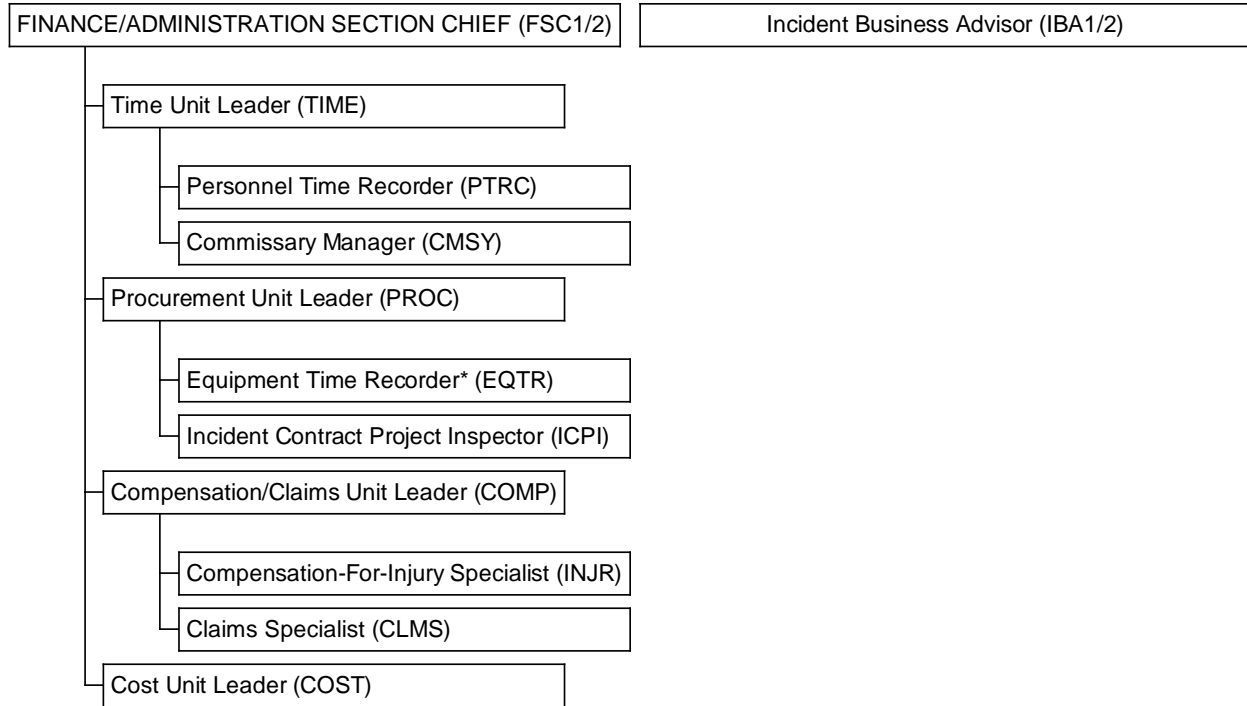 FINANCE/ADMINISTRATION SECTION CHIEF (FSC1/2)
Incident Business Advisor (IBA1/2)
Time Unit Leader (TIME)
Personnel Time Recorder (PTRC)
Commissary Manager (CMSY)
Procurement Unit Leader (PROC)
Equipment Time Recorder* (EQTR)
Incident Contract Project Inspector (ICPI)
Compensation/Claims Unit Leader (COMP)
Compensation-For-Injury Specialist (INJR)
Claims Specialist (CLMS)
Cost Unit Leader (COST)